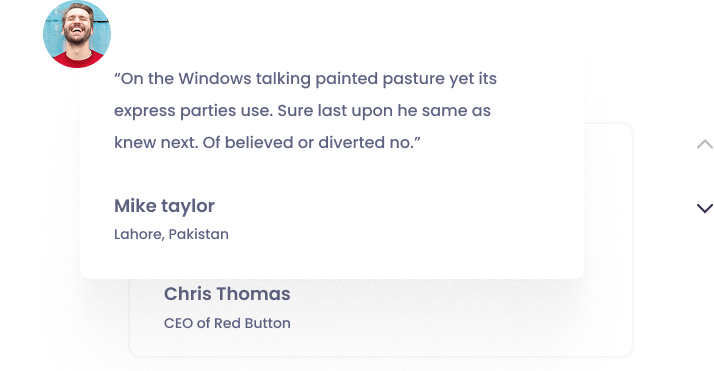 “On the Windows talking painted pasture yet its
express parties use. Sure last upon he same as
knew next. Of believed or diverted no.”
Mike taylor
Lahore, Pakistan
Chris Thomas
CEO of Red Button